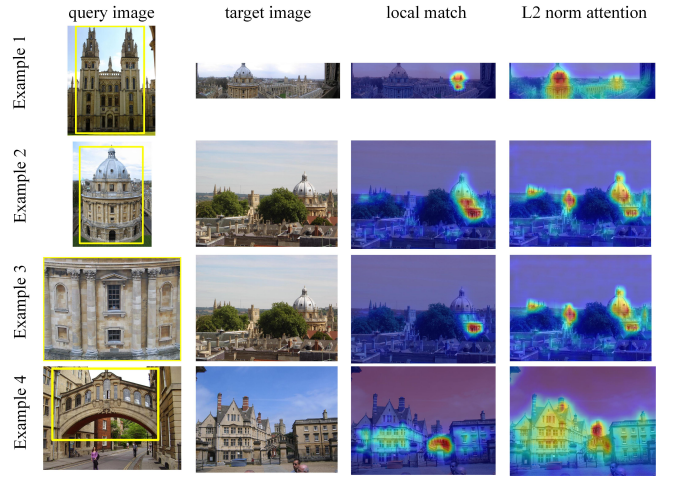 query image target image local match L2 norm attention
Example 1
Example 2
Example 3
Example 4